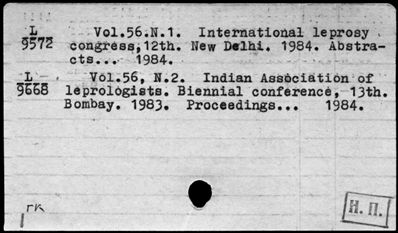 L
9572
Vol.56.N.1. International leprosy
congress,12th. New Delhi. 1984. Abstra-
cts... 1984.
L
9668
Vol.56, N.2. Indian Association of
leprologists. Biennial conference, 13th.
Bombay. 1983. Proceedings... 1984.
гк
Н. П.